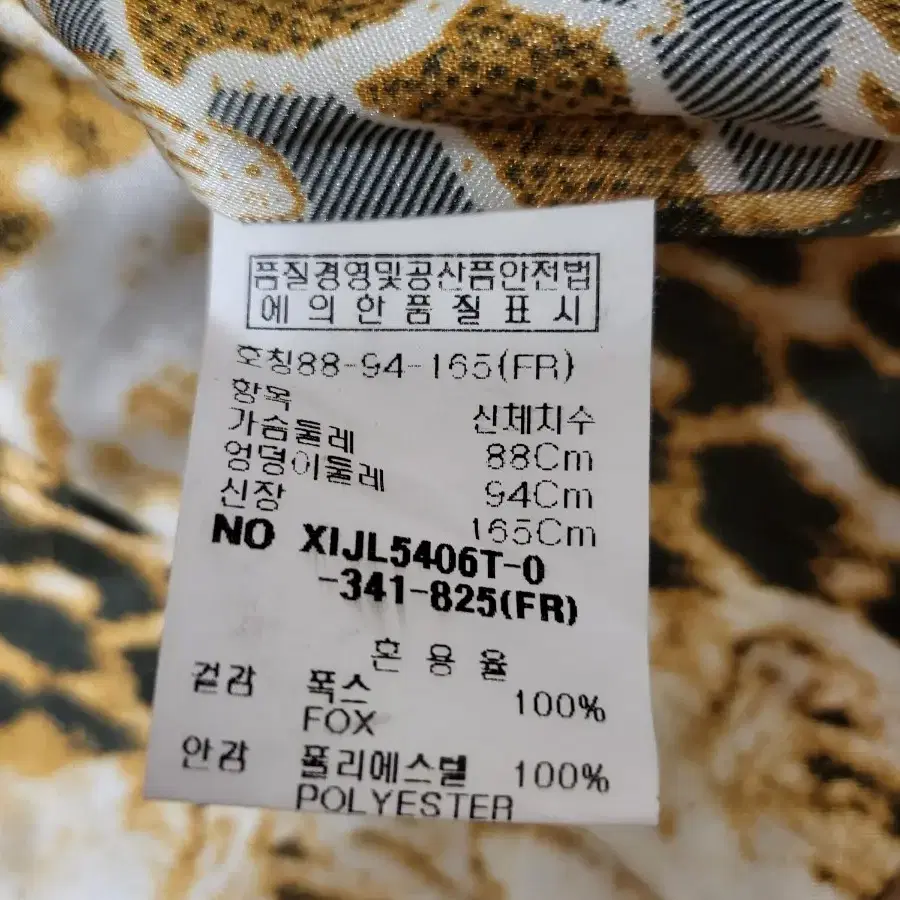 품질경영및공산품안전법
에 의 한 품 질 표 시
호칭88-94-165(FR)
항목 신체치수
가슴둘레 88Cm
엉덩이둘레 94Cm
신장 165Cm
NO XIJL5406T-0
-341-825(FR)
혼 용 율
겉감 폭스 100%
FOX
안감 폴리에스텔 100%
POLYESTER